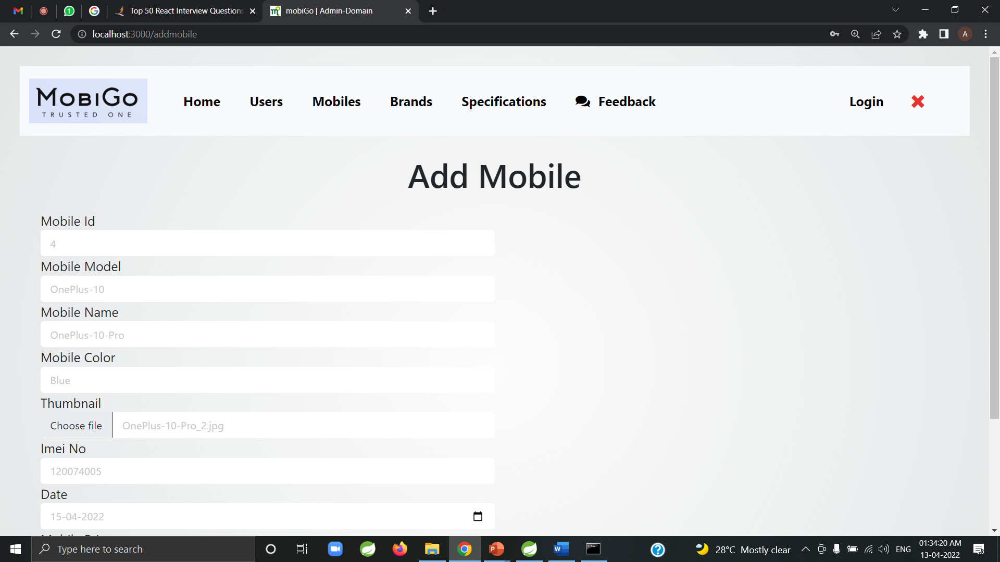 Top 50 React Interview Questions
mobiGo | Admin-Domain
localhost:3000/addmobile
A
MOBIGO
TRUSTED ONE
Home
Users
Mobiles
Brands
Specifications
Feedback
Login
Add Mobile
Mobile Id
4
Mobile Model
OnePlus-10
Mobile Name
OnePlus-10-Pro
Mobile Color
Blue
Thumbnail
Choose file
OnePlus-10-Pro_2.jpg
Imei No
120074005
Date
15-04-2022
Type here to search
28°C Mostly clear
ENG
01:34:20 AM
13-04-2022